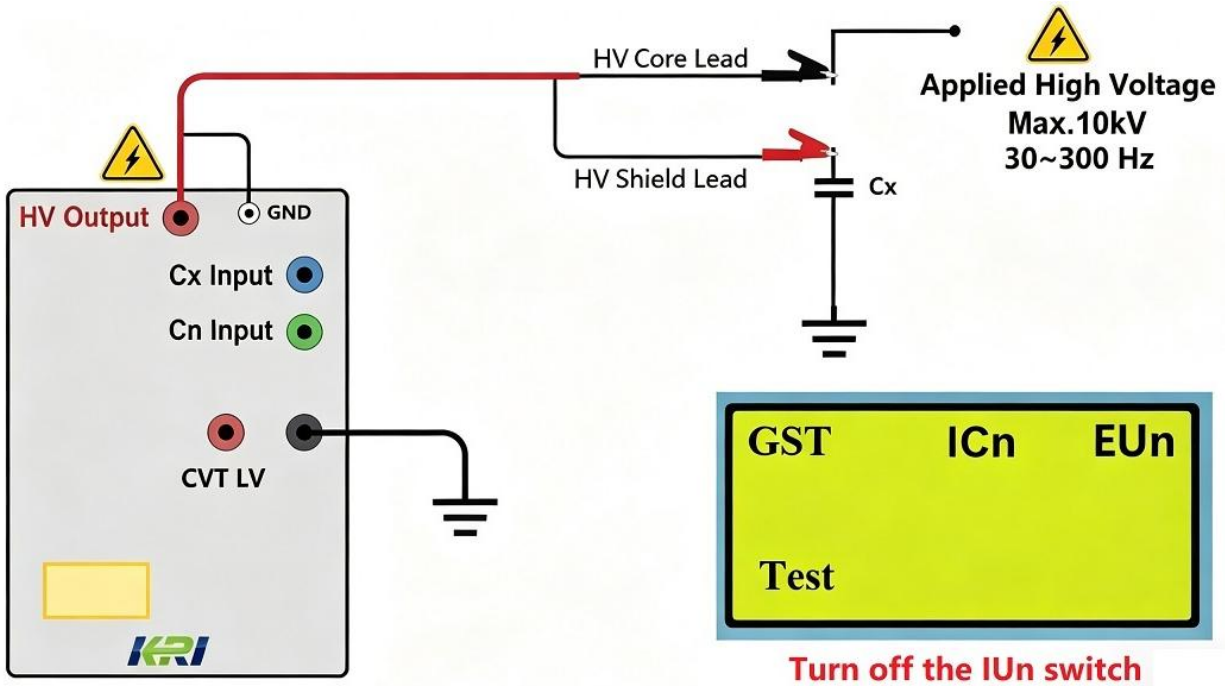 HV Core Lead
Applied High Voltage
Max.10kV
30~300 Hz
HV Shield Lead
Cx
HV Output
GND
Cx Input
Cn Input
CVT LV
KRI
GST ICn EUn
Test
Turn off the IUn switch